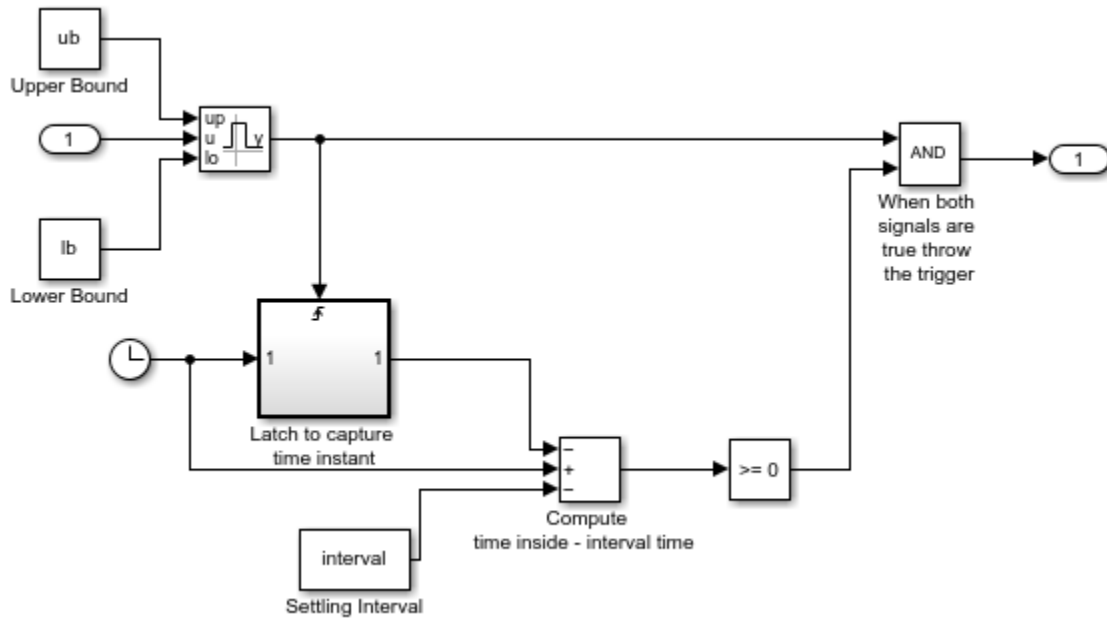 ub
Upper Bound
up
1
u
y
lo
AND
1
lb
When both
signals are
true throw
the trigger
Lower Bound
1
1
Latch to capture
time instant
−
+
−
>= 0
Compute
time inside - interval time
interval
Settling Interval